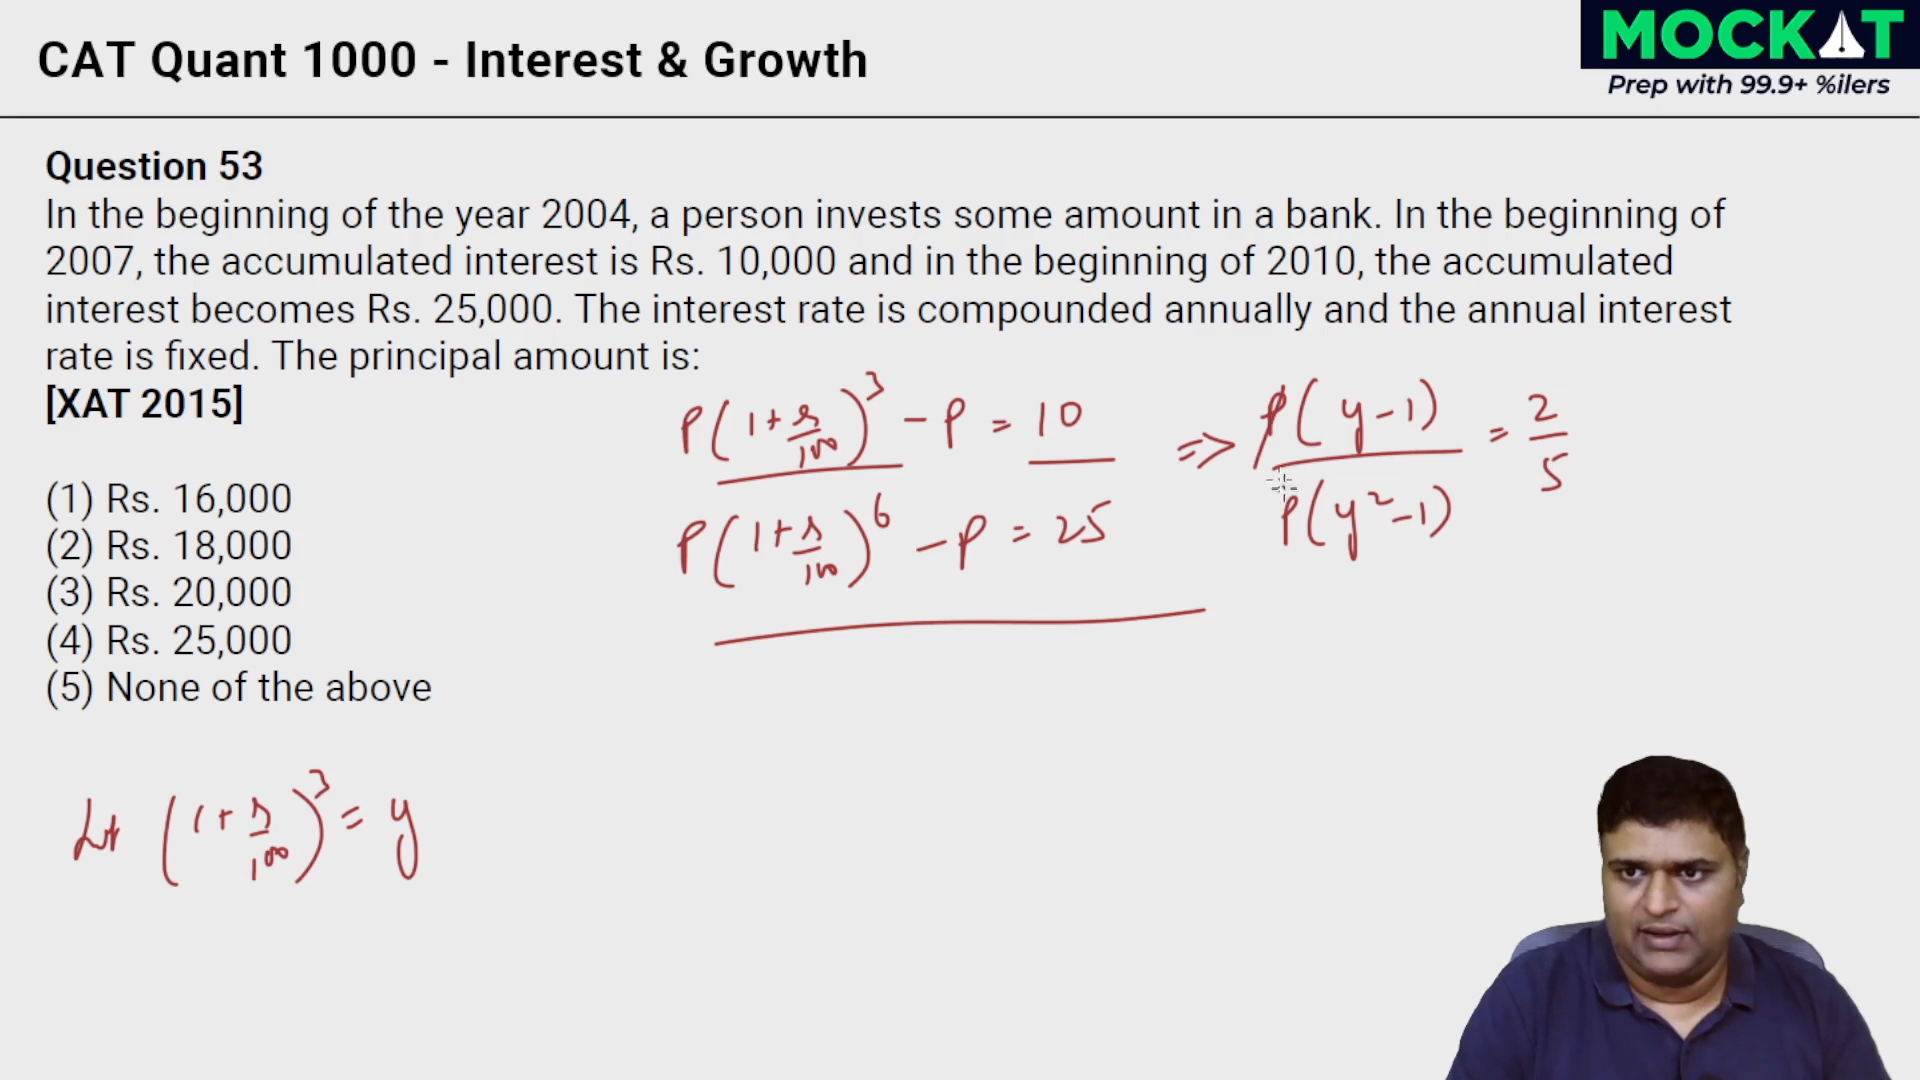 CAT Quant 1000 - Interest & Growth
MOCKAT
Prep with 99.9+ %ilers
Question 53
In the beginning of the year 2004, a person invests some amount in a bank. In the beginning of
2007, the accumulated interest is Rs. 10,000 and in the beginning of 2010, the accumulated
interest becomes Rs. 25,000. The interest rate is compounded annually and the annual interest
rate is fixed. The principal amount is:
[XAT 2015]
(1) Rs. 16,000
(2) Rs. 18,000
(3) Rs. 20,000
(4) Rs. 25,000
(5) None of the above
P(1+r/100)^3 - P = 10
P(1+r/100)^6 - P = 25
=> P(y-1)/P(y²-1) = 2/5
Let (1+r/100)^3 = y